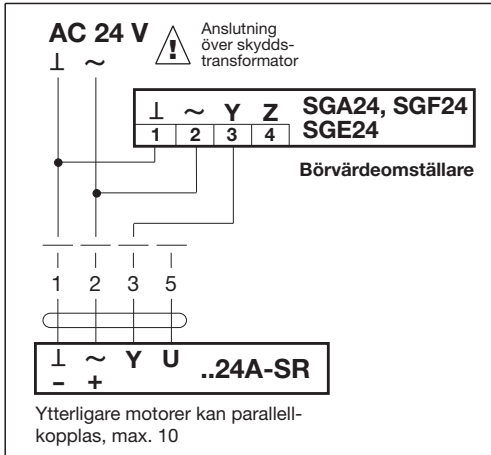 AC 24 V
⊥ ~
!
Anslutning
över skydds-
transformator
⊥ ~ Y Z
1 2 3 4
SGA24, SGF24
SGE24
Börvärdeomställare
1 2 3 5
⊥ ~ Y U
– +
..24A-SR
Ytterligare motorer kan parallell-
kopplas, max. 10